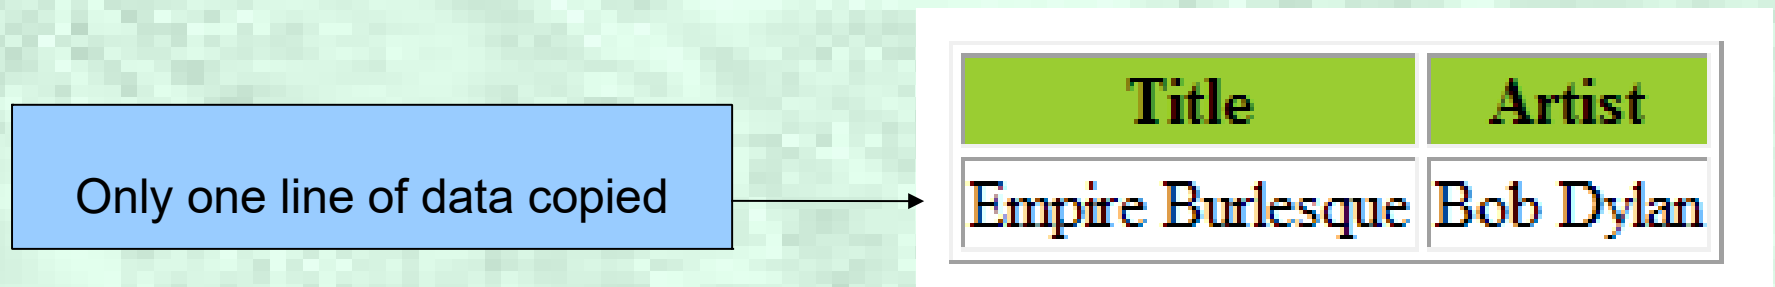 Only one line of data copied
Title Artist
Empire Burlesque Bob Dylan